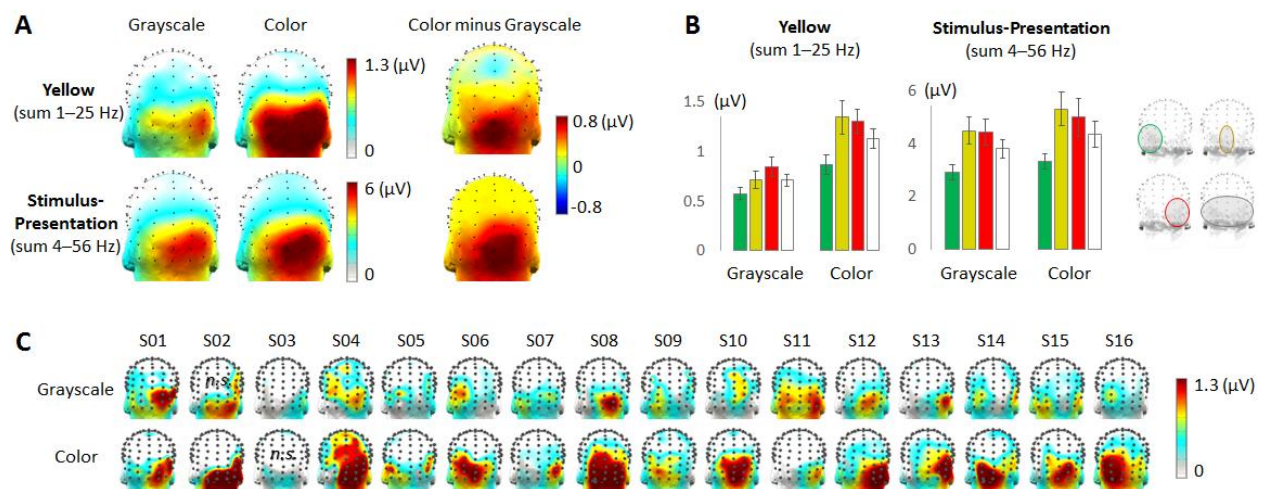 A
Grayscale Color Color minus Grayscale
Yellow
(sum 1–25 Hz)
1.3 (µV)
0
0.8 (µV)
0
-0.8
Stimulus-
Presentation
(sum 4–56 Hz)
6 (µV)
0
B
Yellow
(sum 1–25 Hz)
(µV)
1.5
1
0.5
0
Grayscale Color
Stimulus-Presentation
(sum 4–56 Hz)
(µV)
6
4
2
0
Grayscale Color
C
S01 S02 S03 S04 S05 S06 S07 S08 S09 S10 S11 S12 S13 S14 S15 S16
Grayscale
n.s.
Color
n.s.
1.3 (µV)
0